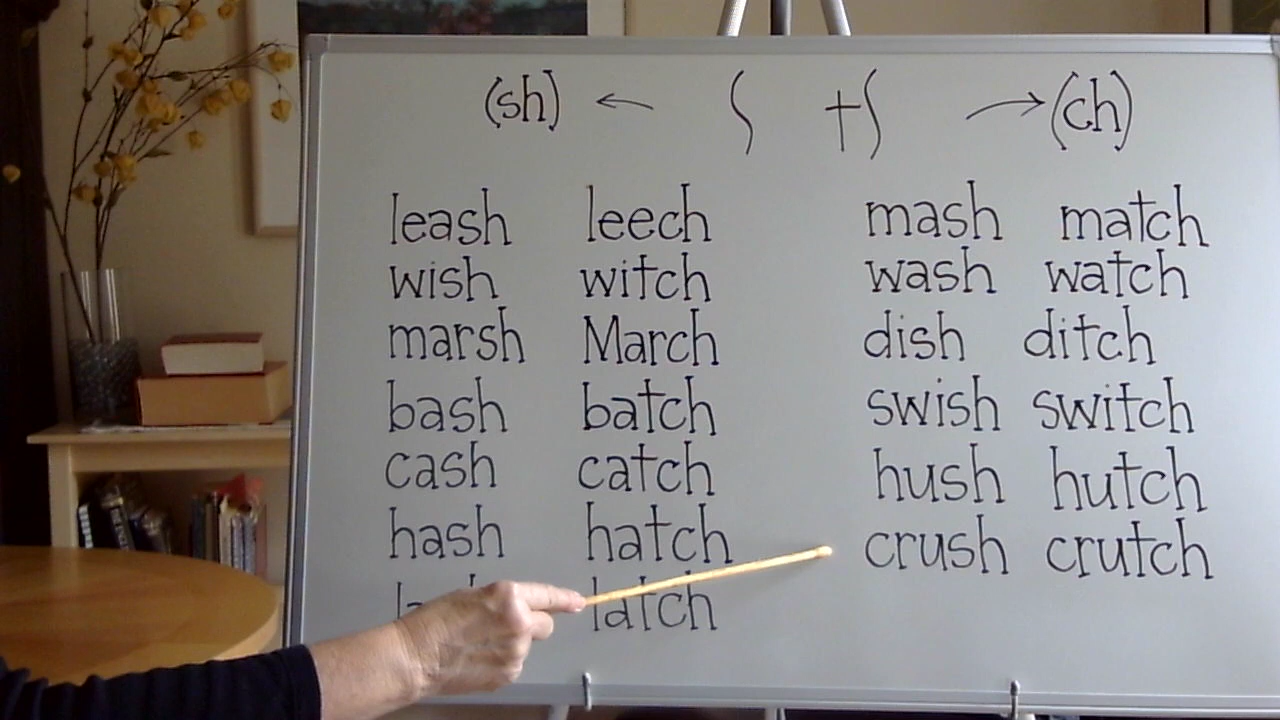 (sh) ← ʃ tʃ → (ch)
leash leech mash match
wish witch wash watch
marsh March dish ditch
bash batch swish switch
cash catch hush hutch
hash hatch crush crutch
latch